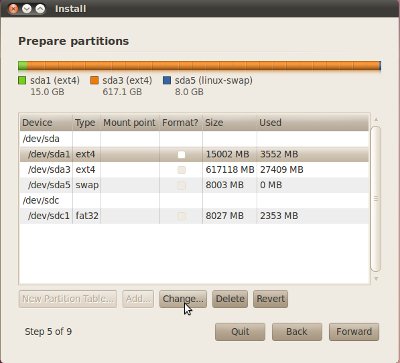 Install
Prepare partitions
sda1 (ext4) sda3 (ext4) sda5 (linux-swap)
15.0 GB 617.1 GB 8.0 GB
Device Type Mount point Format? Size Used
/dev/sda
/dev/sda1 ext4 15002 MB 3552 MB
/dev/sda3 ext4 617118 MB 27409 MB
/dev/sda5 swap 8003 MB 0 MB
/dev/sdc
/dev/sdc1 fat32 8027 MB 2353 MB
New Partition Table... Add... Change... Delete Revert
Step 5 of 9 Quit Back Forward